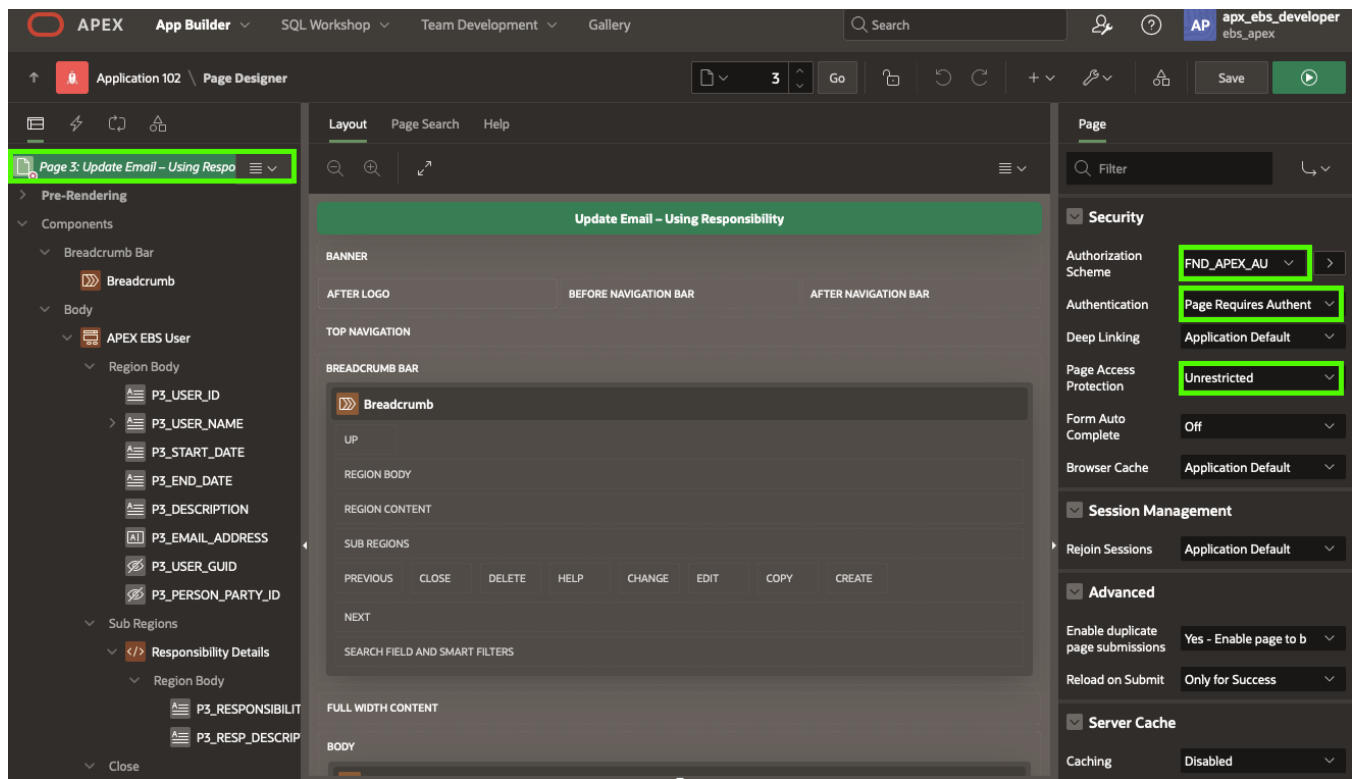 APEX App Builder SQL Workshop Team Development Gallery Search AP apx_ebs_developer
ebs_apex
Application 102 \ Page Designer 3 Go Save
Layout Page Search Help
Page
Page 3: Update Email – Using Respo
Pre-Rendering
Components
Breadcrumb Bar
Breadcrumb
Body
APEX EBS User
Region Body
P3_USER_ID
P3_USER_NAME
P3_START_DATE
P3_END_DATE
P3_DESCRIPTION
P3_EMAIL_ADDRESS
P3_USER_GUID
P3_PERSON_PARTY_ID
Sub Regions
Responsibility Details
Region Body
P3_RESPONSIBILIT
P3_RESP_DESCRIP
Close
Update Email – Using Responsibility
BANNER
AFTER LOGO BEFORE NAVIGATION BAR AFTER NAVIGATION BAR
TOP NAVIGATION
BREADCRUMB BAR
Breadcrumb
UP
REGION BODY
REGION CONTENT
SUB REGIONS
PREVIOUS CLOSE DELETE HELP CHANGE EDIT COPY CREATE
NEXT
SEARCH FIELD AND SMART FILTERS
FULL WIDTH CONTENT
BODY
Filter
Security
Authorization
Scheme
FND_APEX_AU
Authentication Page Requires Authent
Deep Linking Application Default
Page Access
Protection
Unrestricted
Form Auto
Complete
Off
Browser Cache Application Default
Session Management
Rejoin Sessions Application Default
Advanced
Enable duplicate
page submissions
Yes - Enable page to b
Reload on Submit Only for Success
Server Cache
Caching Disabled